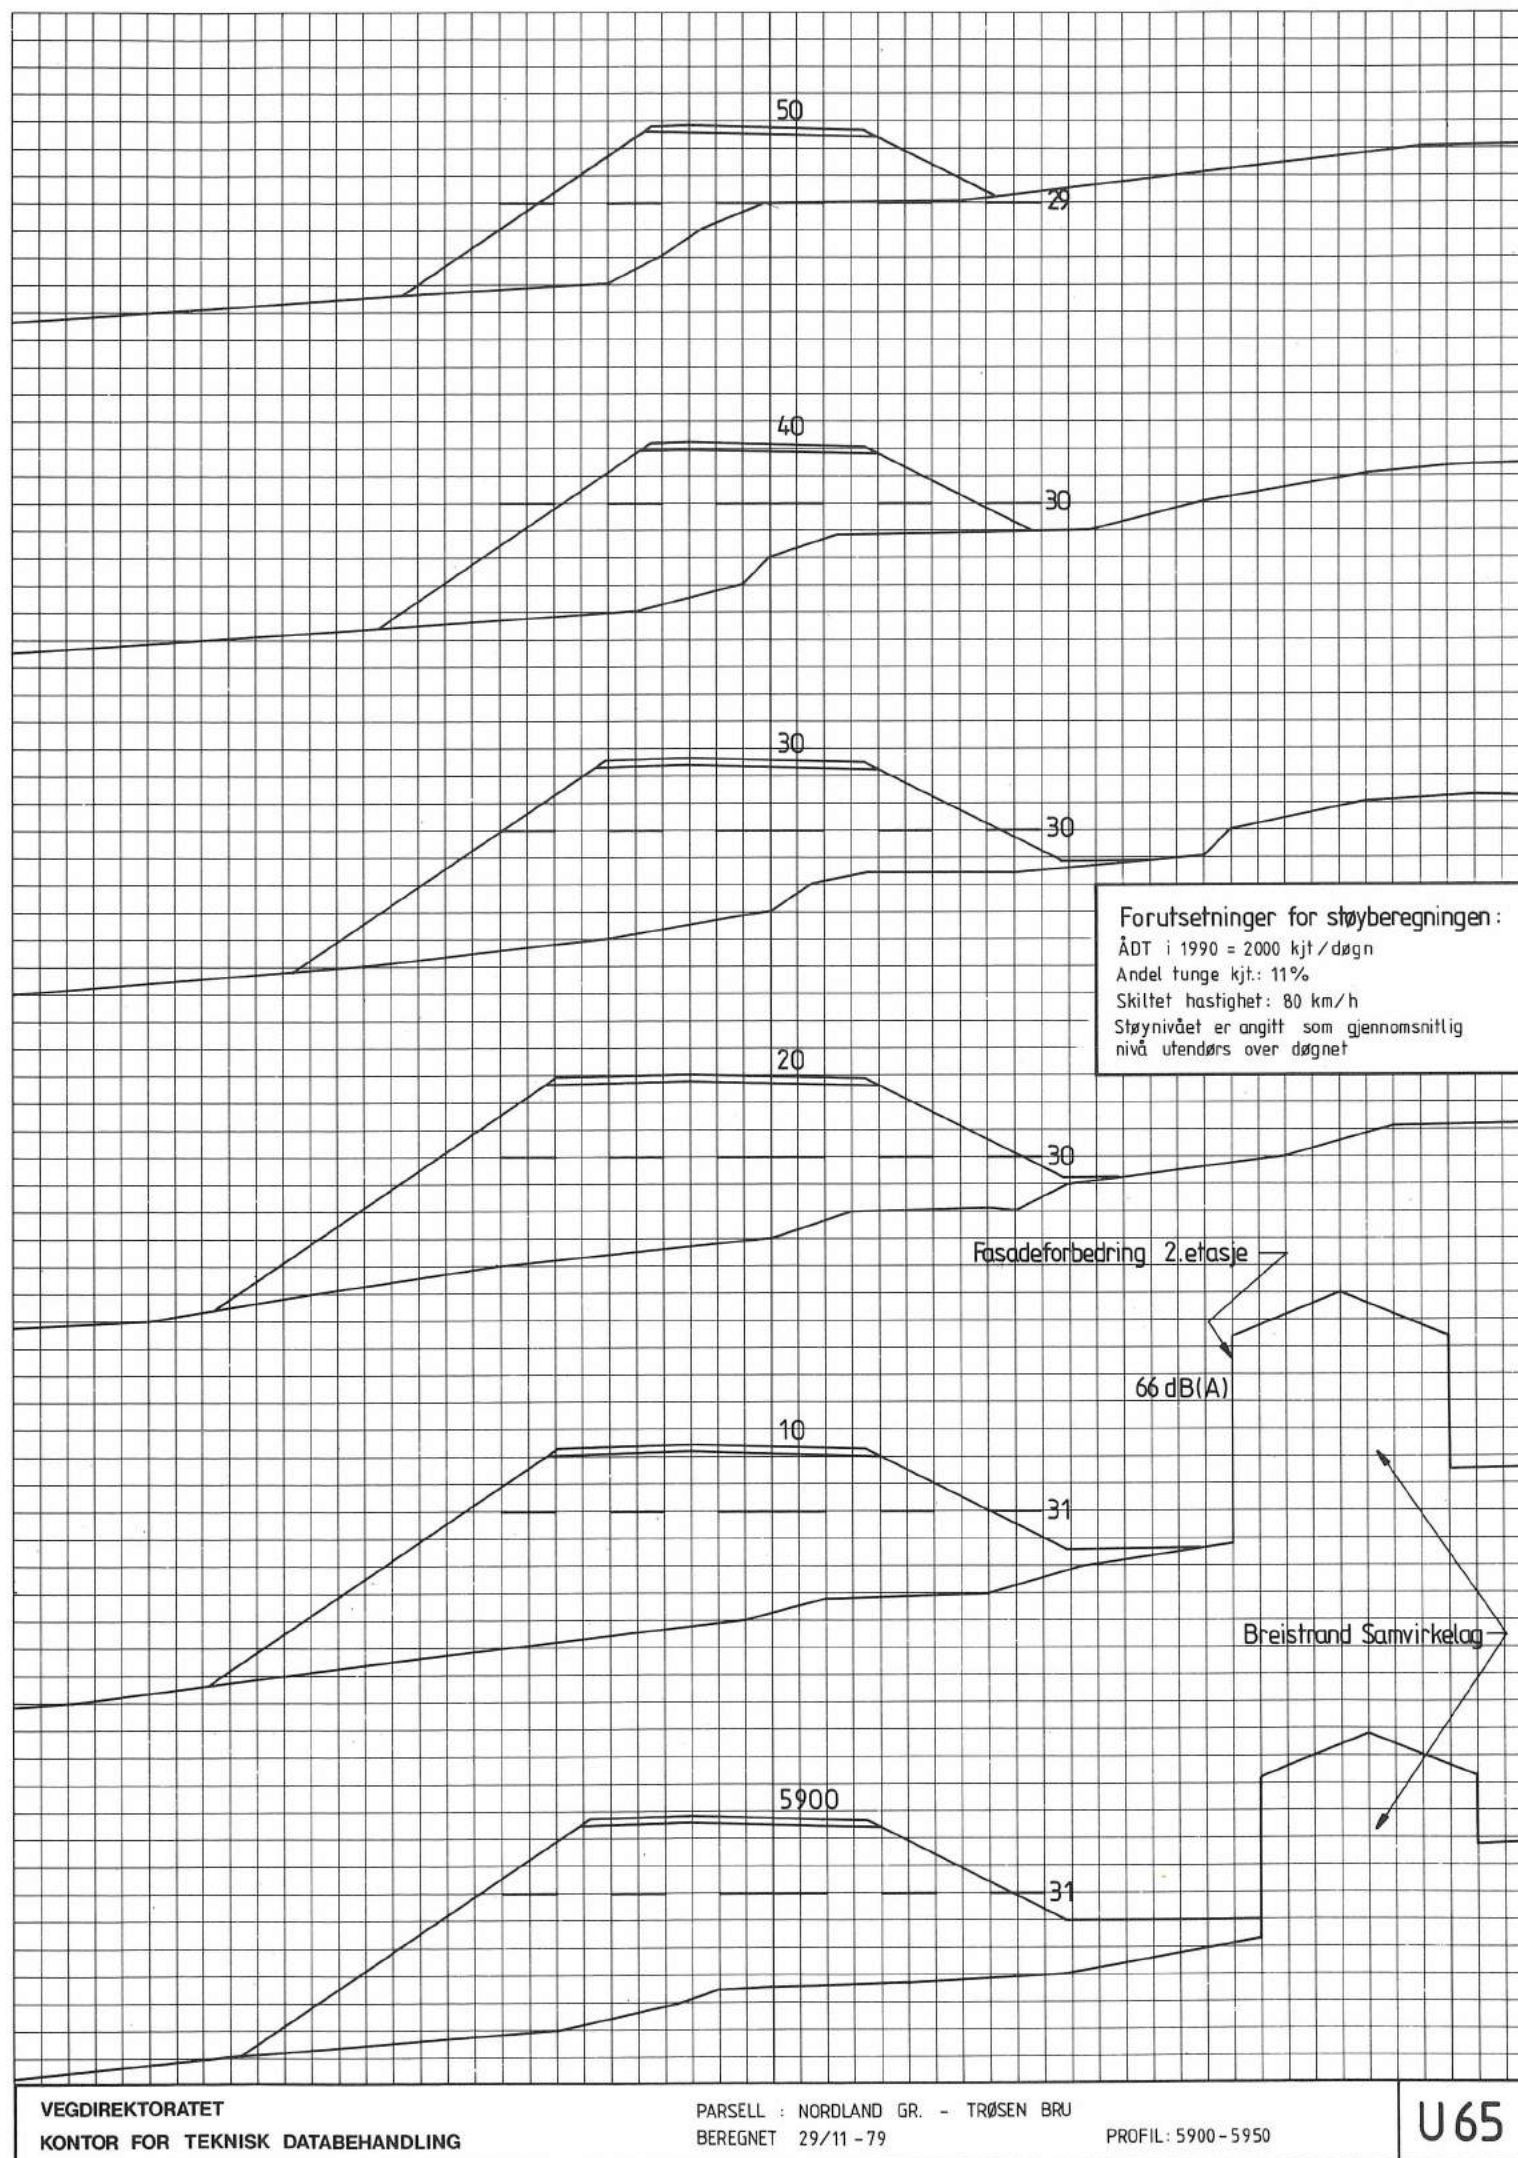 50
29
40
30
30
30
Forutsetninger for støyberegningen:
ÅDT i 1990 = 2000 kjt/døgn
Andel tunge kjt.: 11%
Skiltet hastighet: 80 km/h
Støynivået er angitt som gjennomsnitlig
nivå utendørs over døgnet
20
30
Fasadeforbedring 2.etasje
66 dB(A)
10
31
Breistrand Samvirkelag
5900
31
VEGDIREKTORATET
KONTOR FOR TEKNISK DATABEHANDLING
PARSELL : NORDLAND GR. - TRØSEN BRU
BEREGNET 29/11 -79
PROFIL: 5900-5950
U65